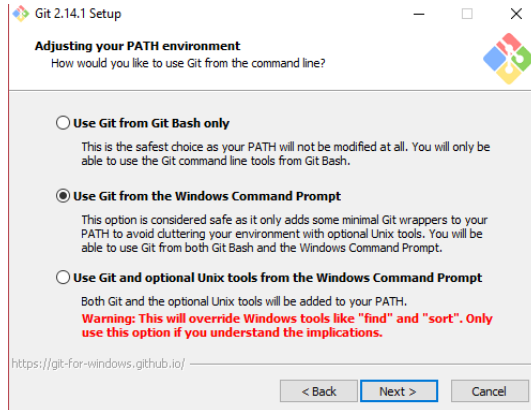 Git 2.14.1 Setup
Adjusting your PATH environment
How would you like to use Git from the command line?
Use Git from Git Bash only
This is the safest choice as your PATH will not be modified at all. You will only be
able to use the Git command line tools from Git Bash.
Use Git from the Windows Command Prompt
This option is considered safe as it only adds some minimal Git wrappers to your
PATH to avoid cluttering your environment with optional Unix tools. You will be
able to use Git from both Git Bash and the Windows Command Prompt.
Use Git and optional Unix tools from the Windows Command Prompt
Both Git and the optional Unix tools will be added to your PATH.
Warning: This will override Windows tools like "find" and "sort". Only
use this option if you understand the implications.
https://git-for-windows.github.io/
< Back Next > Cancel